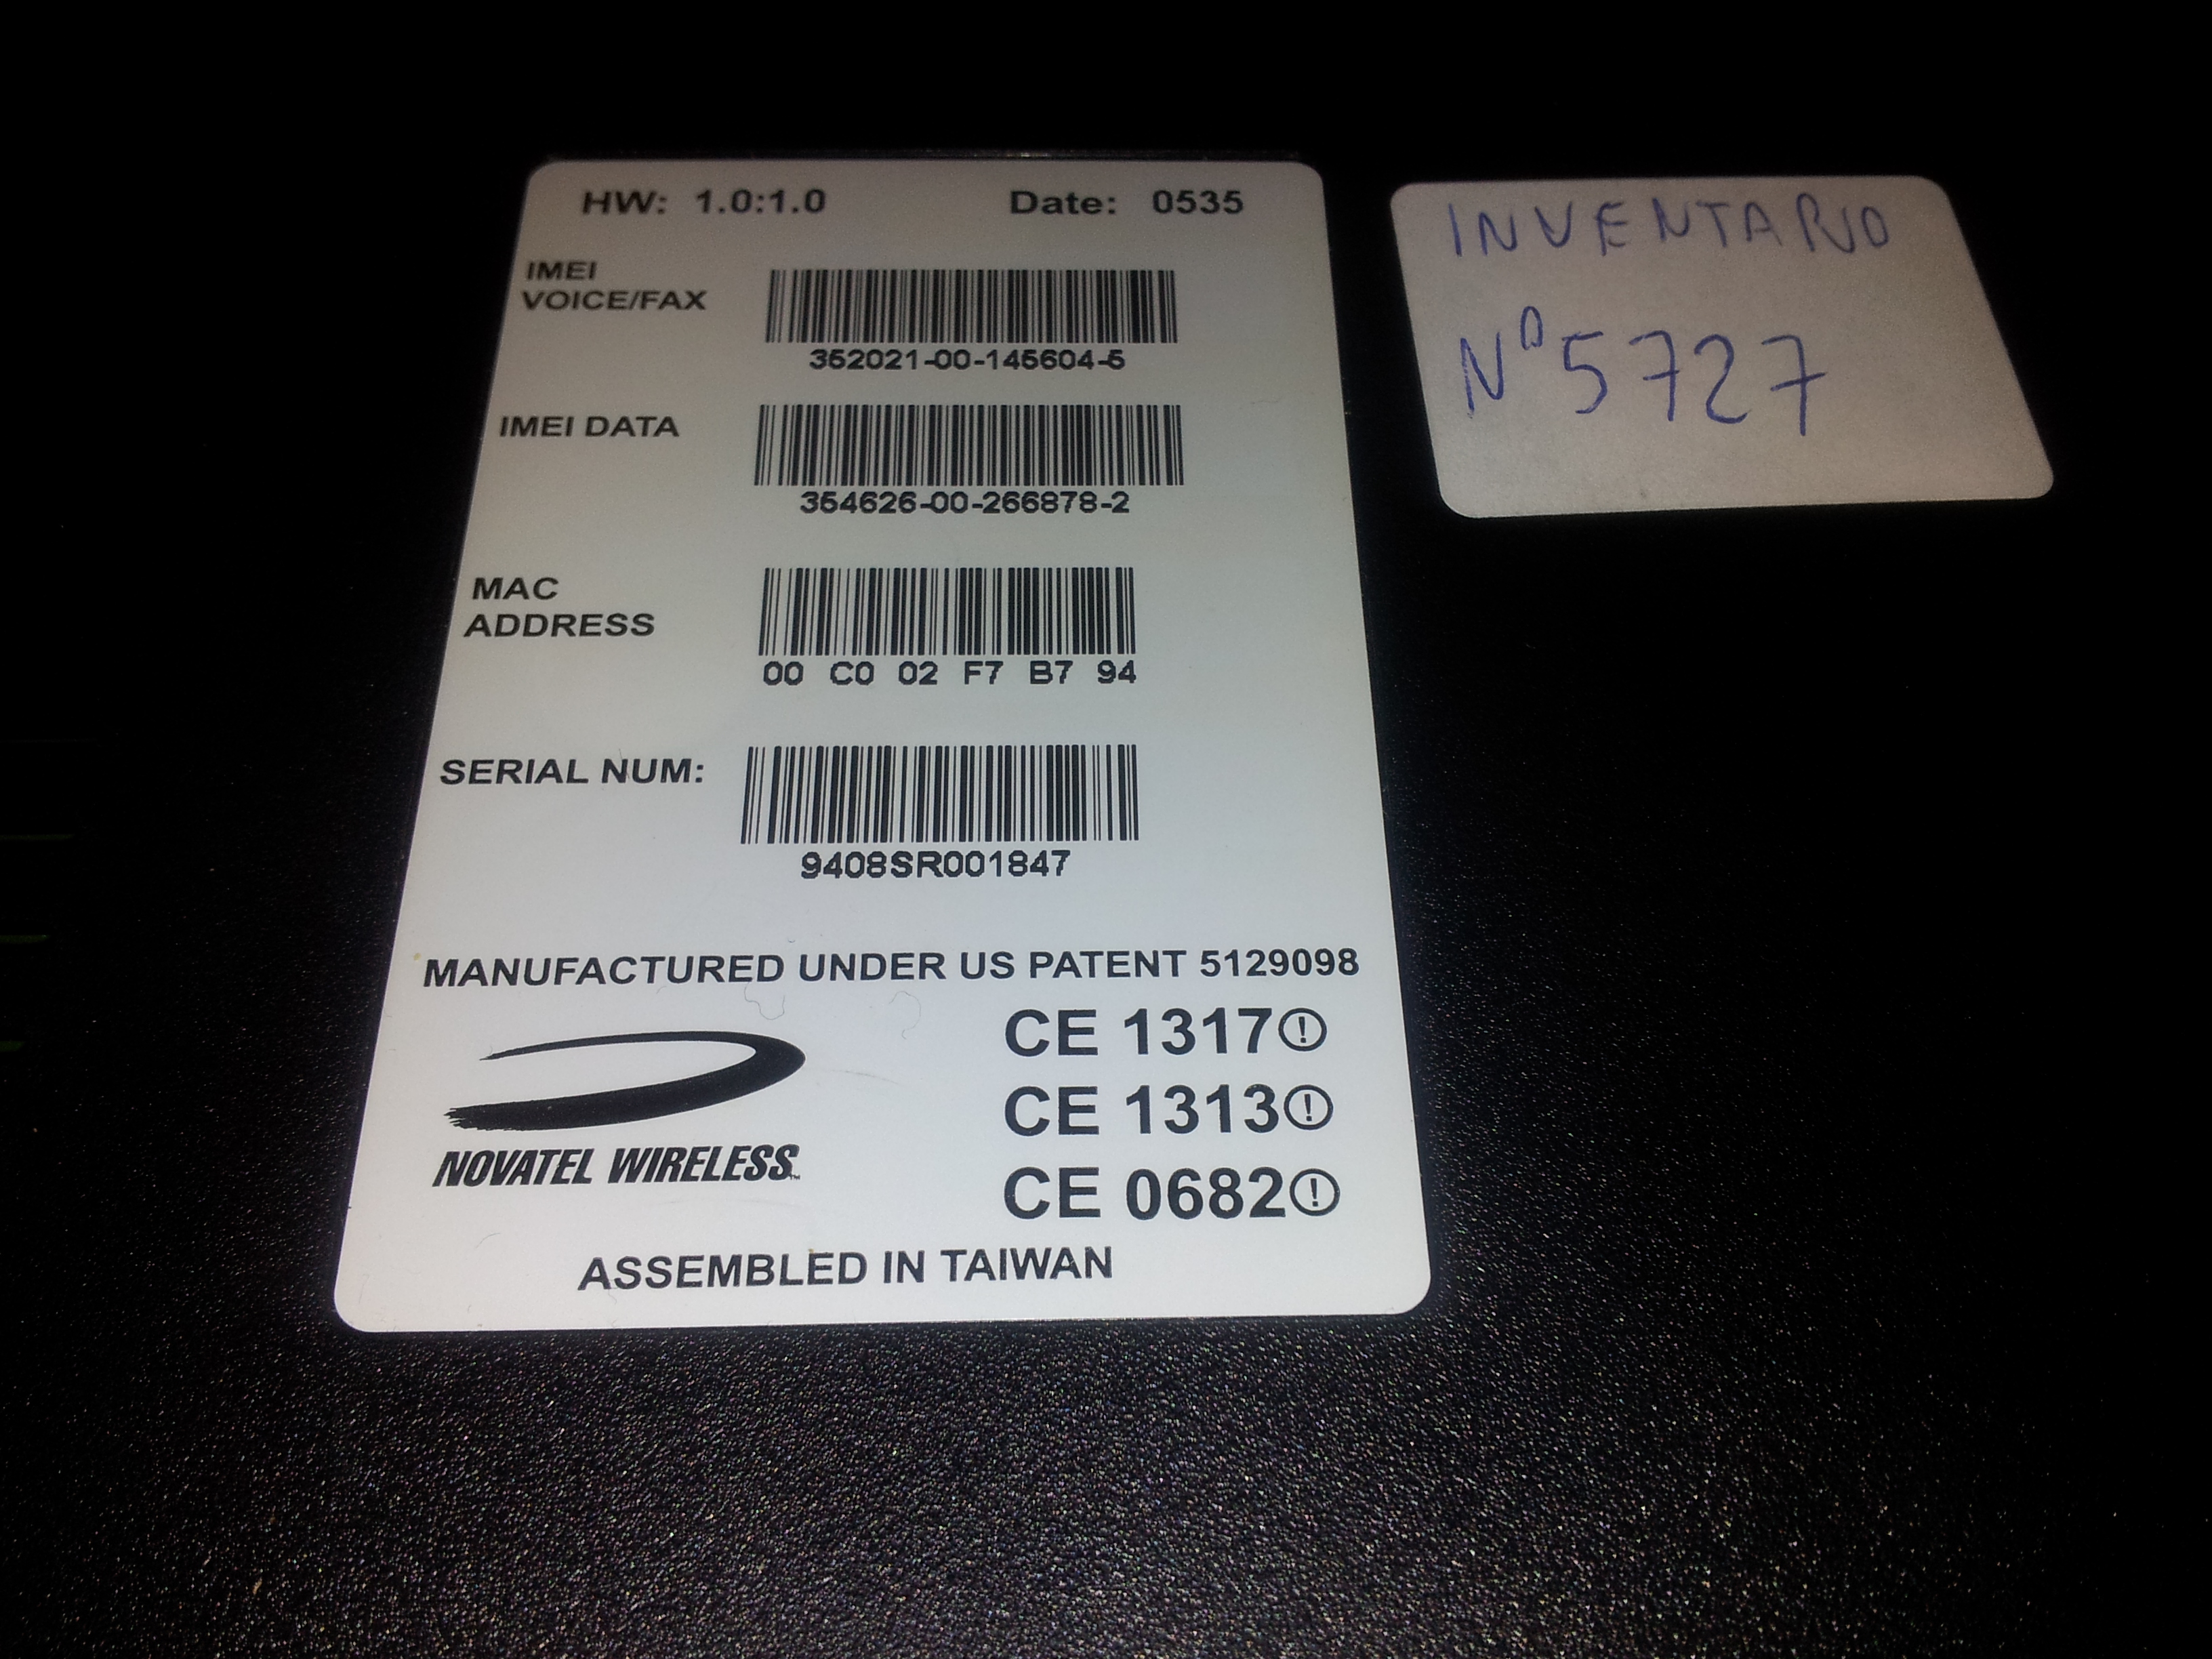 HW: 1.0:1.0 Date: 0535
IMEI
VOICE/FAX
352021-00-145604-5
IMEI DATA
354626-00-266878-2
MAC
ADDRESS
00 C0 02 F7 B7 94
SERIAL NUM:
9408SR001847
MANUFACTURED UNDER US PATENT 5129098
CE 1317
CE 1313
CE 0682
NOVATEL WIRELESS™
ASSEMBLED IN TAIWAN
INVENTARIO
Nº 5727